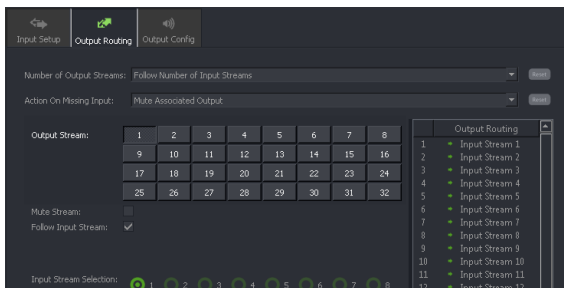 Input Setup
Output Routing
Output Config
Number of Output Streams: Follow Number of Input Streams Reset
Action On Missing Input: Mute Associated Output Reset
Output Stream:
1 2 3 4 5 6 7 8
9 10 11 12 13 14 15 16
17 18 19 20 21 22 23 24
25 26 27 28 29 30 31 32
Mute Stream:
Follow Input Stream:
Input Stream Selection:
1 2 3 4 5 6 7 8
Output Routing
1 Input Stream 1
2 Input Stream 2
3 Input Stream 3
4 Input Stream 4
5 Input Stream 5
6 Input Stream 6
7 Input Stream 7
8 Input Stream 8
9 Input Stream 9
10 Input Stream 10
11 Input Stream 11
12 Input Stream 12